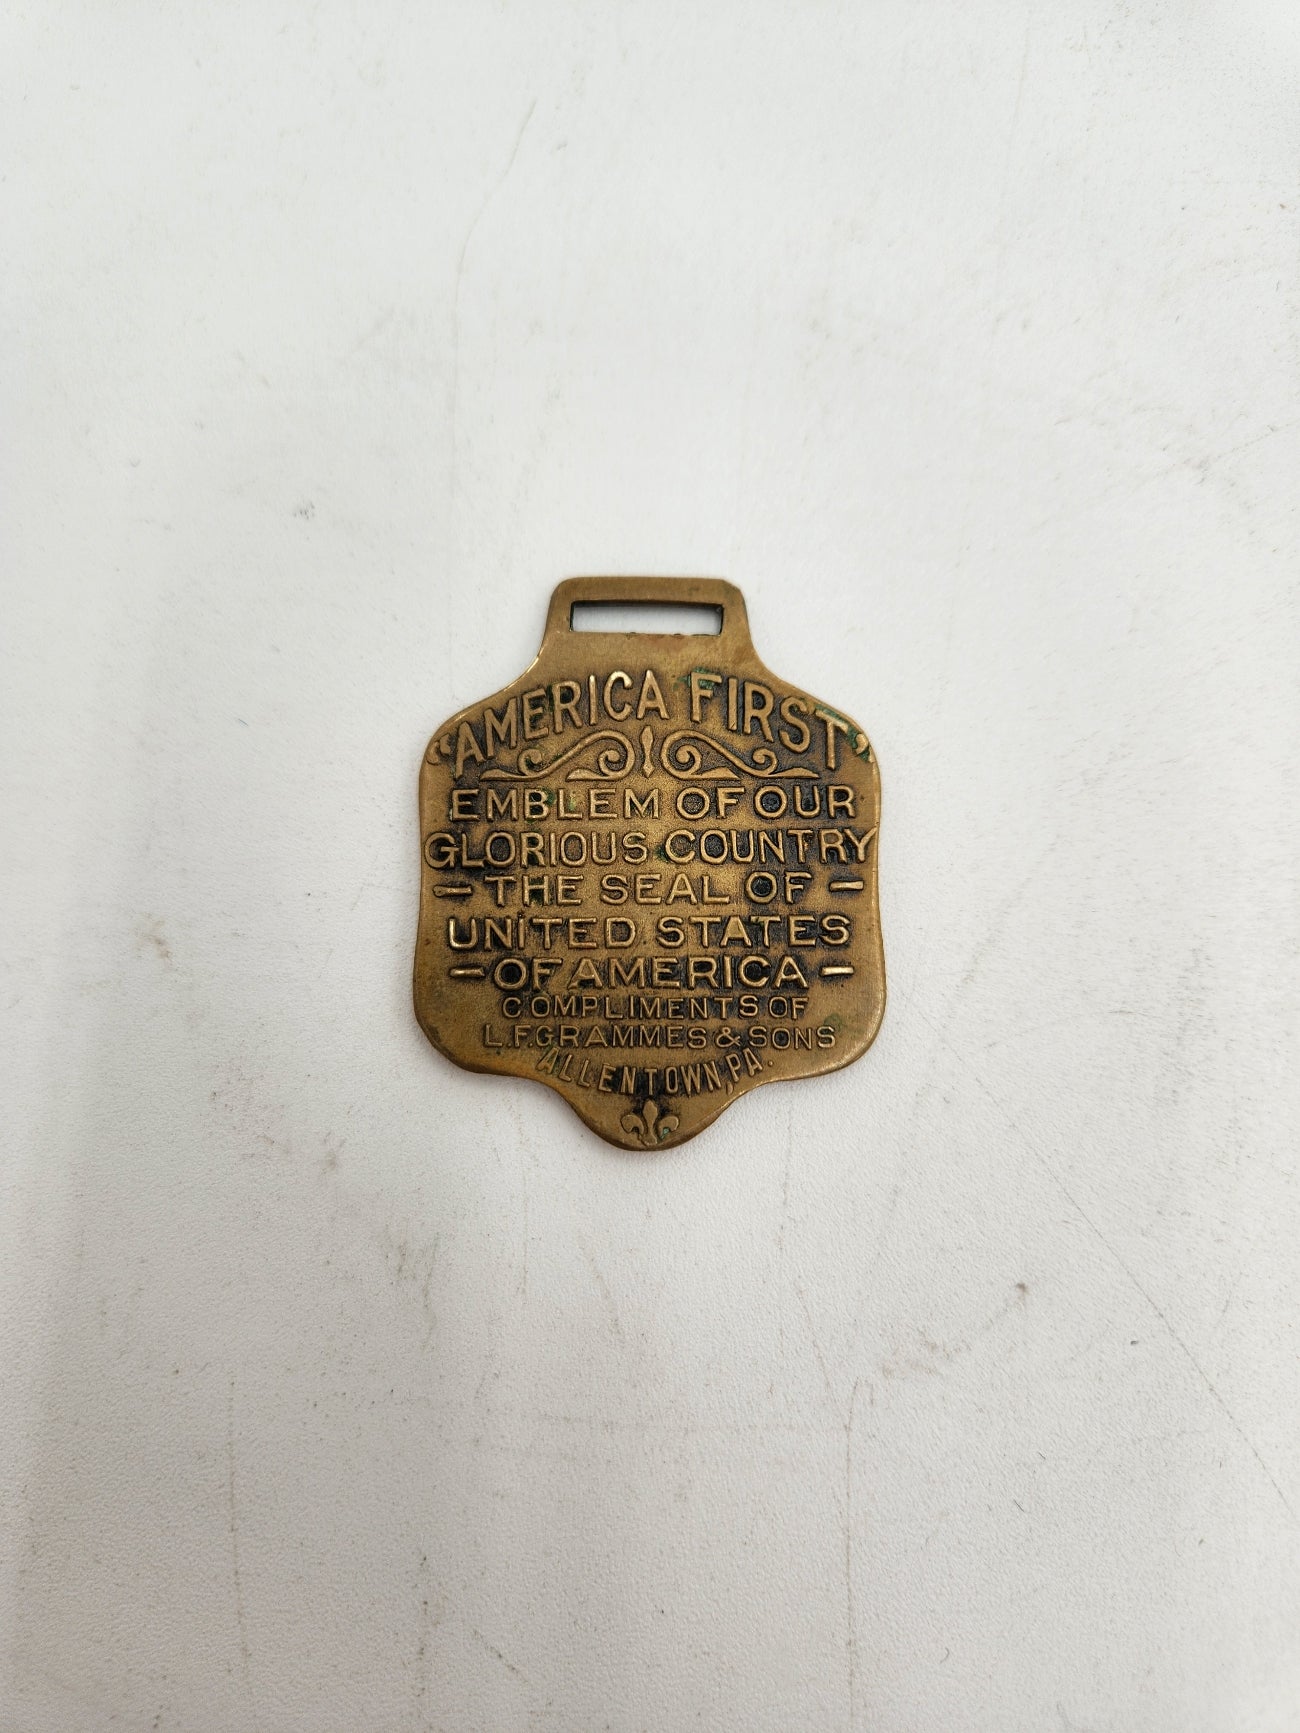 "AMERICA FIRST"
EMBLEM OF OUR
GLORIOUS COUNTRY
- THE SEAL OF -
UNITED STATES
- OF AMERICA -
COMPLIMENTS OF
L.F.GRAMMES & SONS
ALLENTOWN, PA.